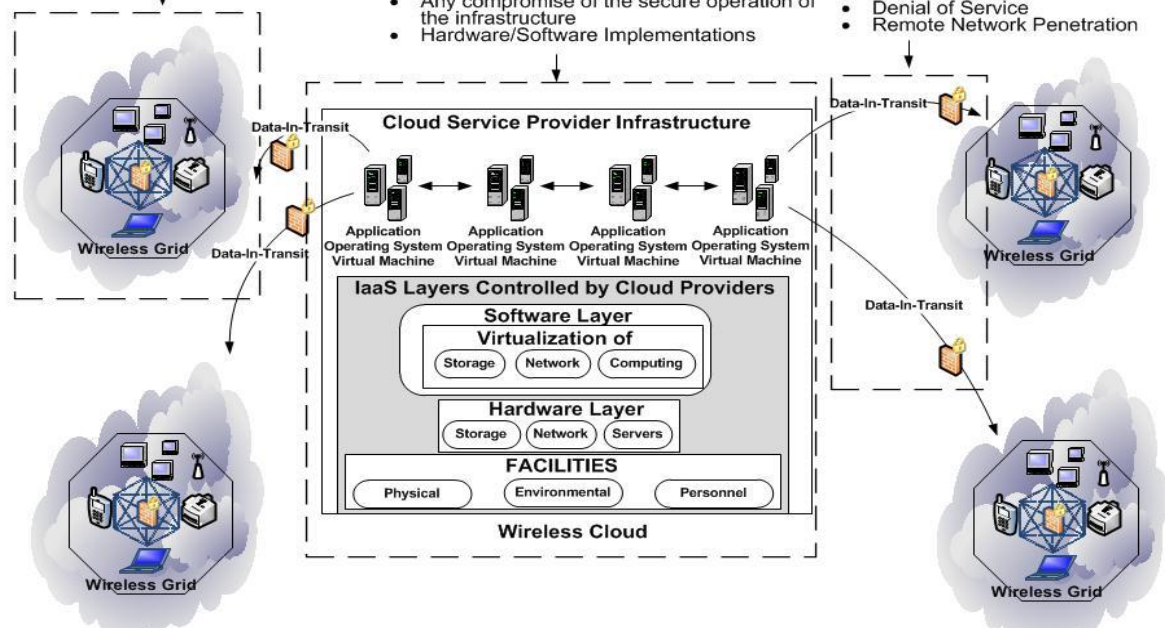 • Any compromise of the secure operation of
the infrastructure
• Hardware/Software Implementations
• Denial of Service
• Remote Network Penetration
Data-In-Transit
Data-In-Transit
Cloud Service Provider Infrastructure
Application
Operating System
Virtual Machine
Application
Operating System
Virtual Machine
Application
Operating System
Virtual Machine
Application
Operating System
Virtual Machine
Wireless Grid
Data-In-Transit
Wireless Grid
IaaS Layers Controlled by Cloud Providers
Software Layer
Virtualization of
Storage
Network
Computing
Data-In-Transit
Hardware Layer
Storage
Network
Servers
FACILITIES
Physical
Environmental
Personnel
Wireless Cloud
Wireless Grid
Wireless Grid